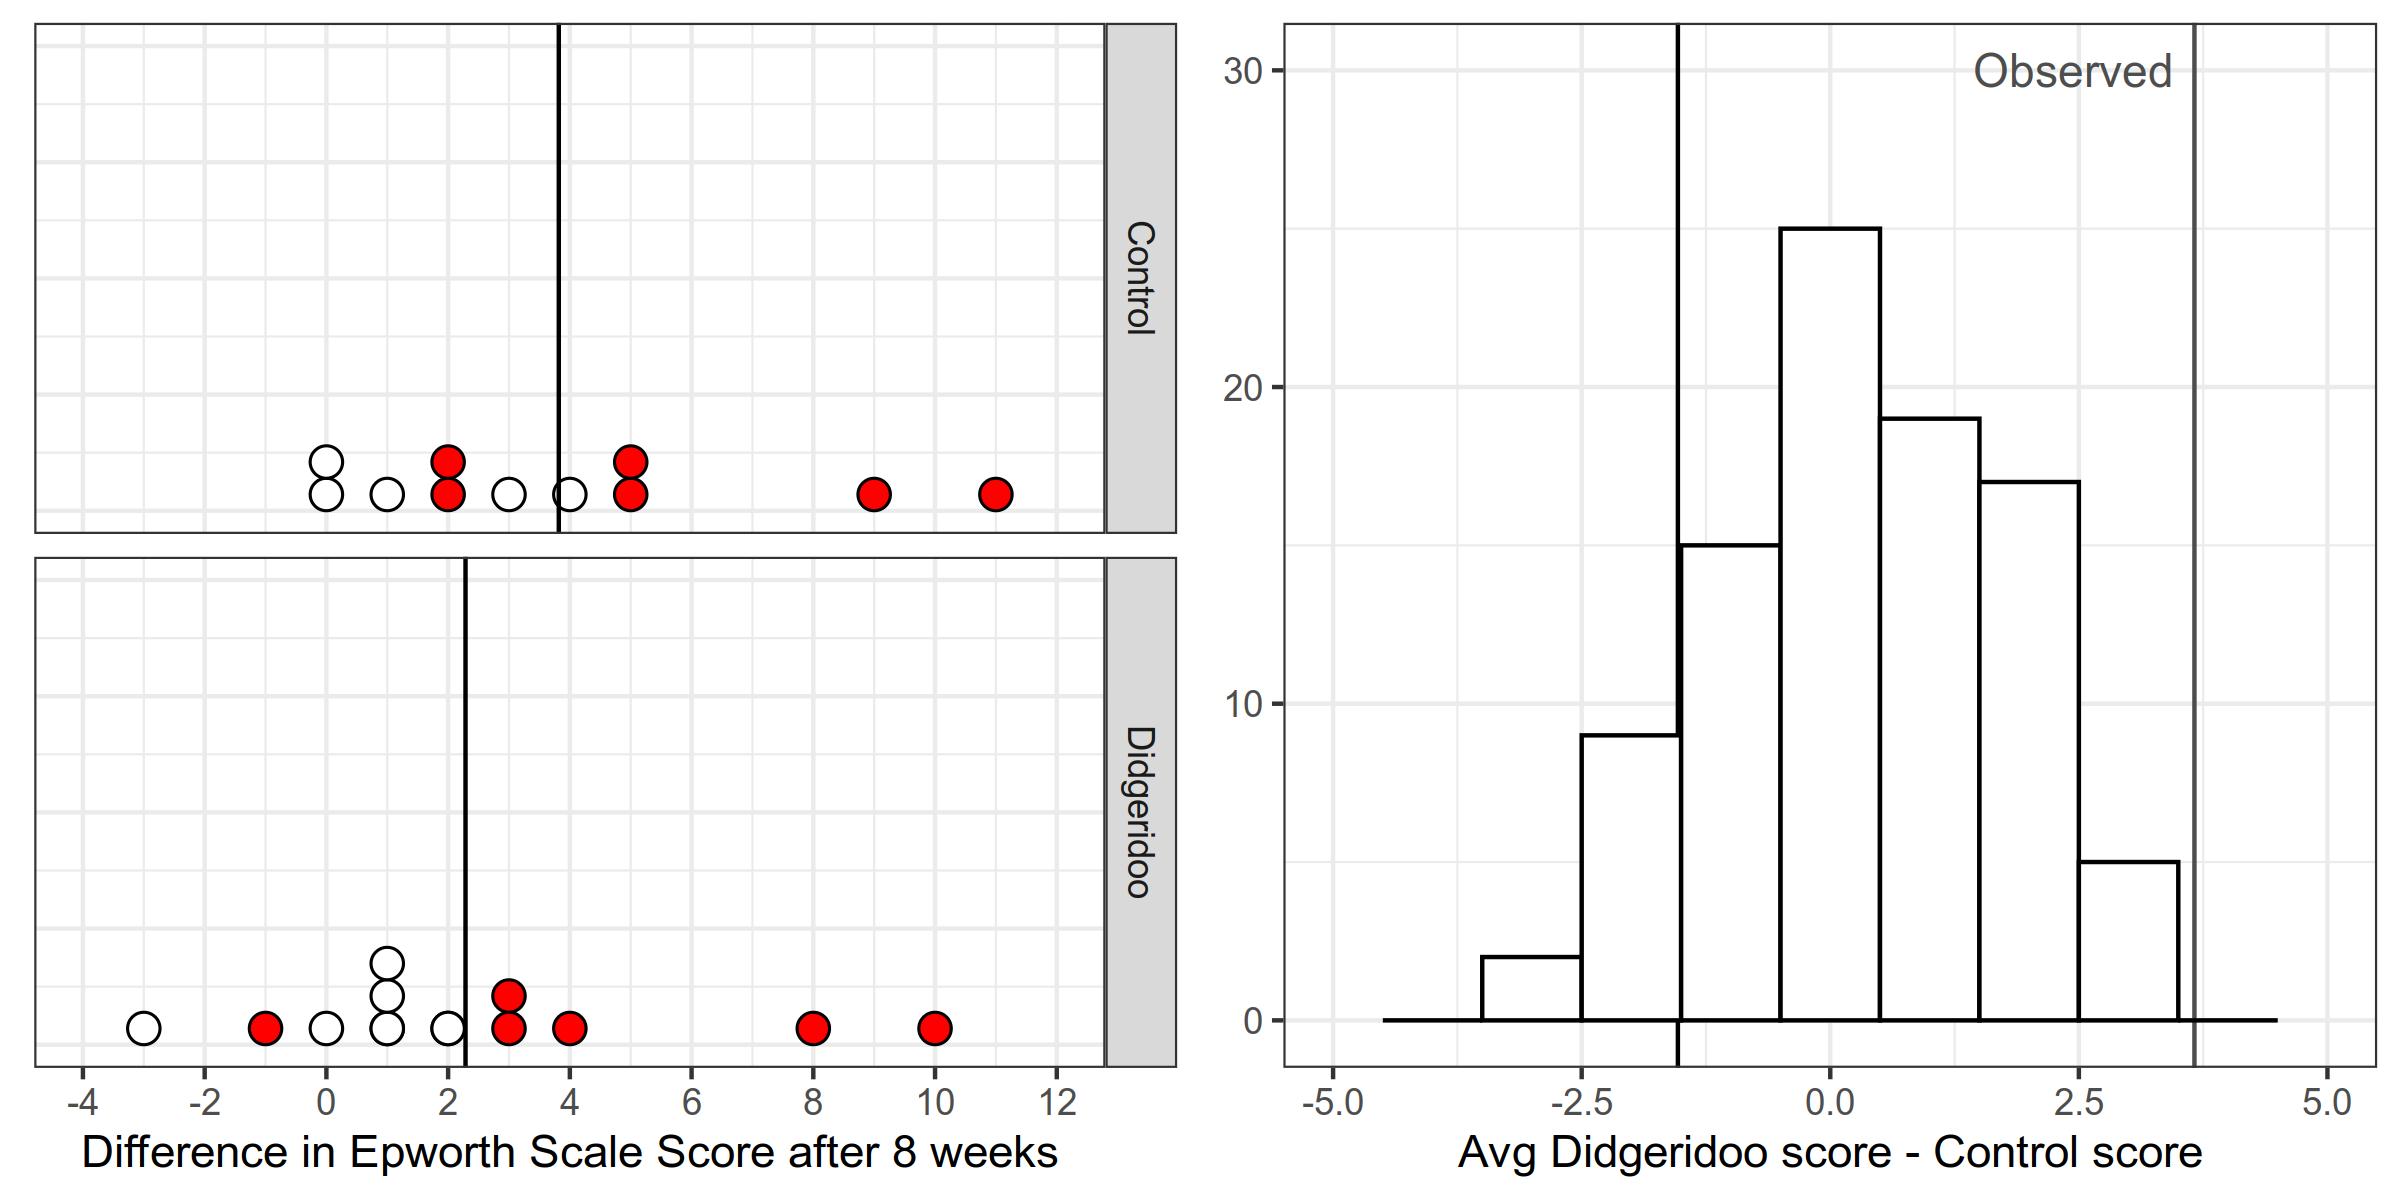 Control
Didgeridoo
-4 -2 0 2 4 6 8 10 12
Difference in Epworth Scale Score after 8 weeks
30
20
10
0
Observed
-5.0 -2.5 0.0 2.5 5.0
Avg Didgeridoo score - Control score